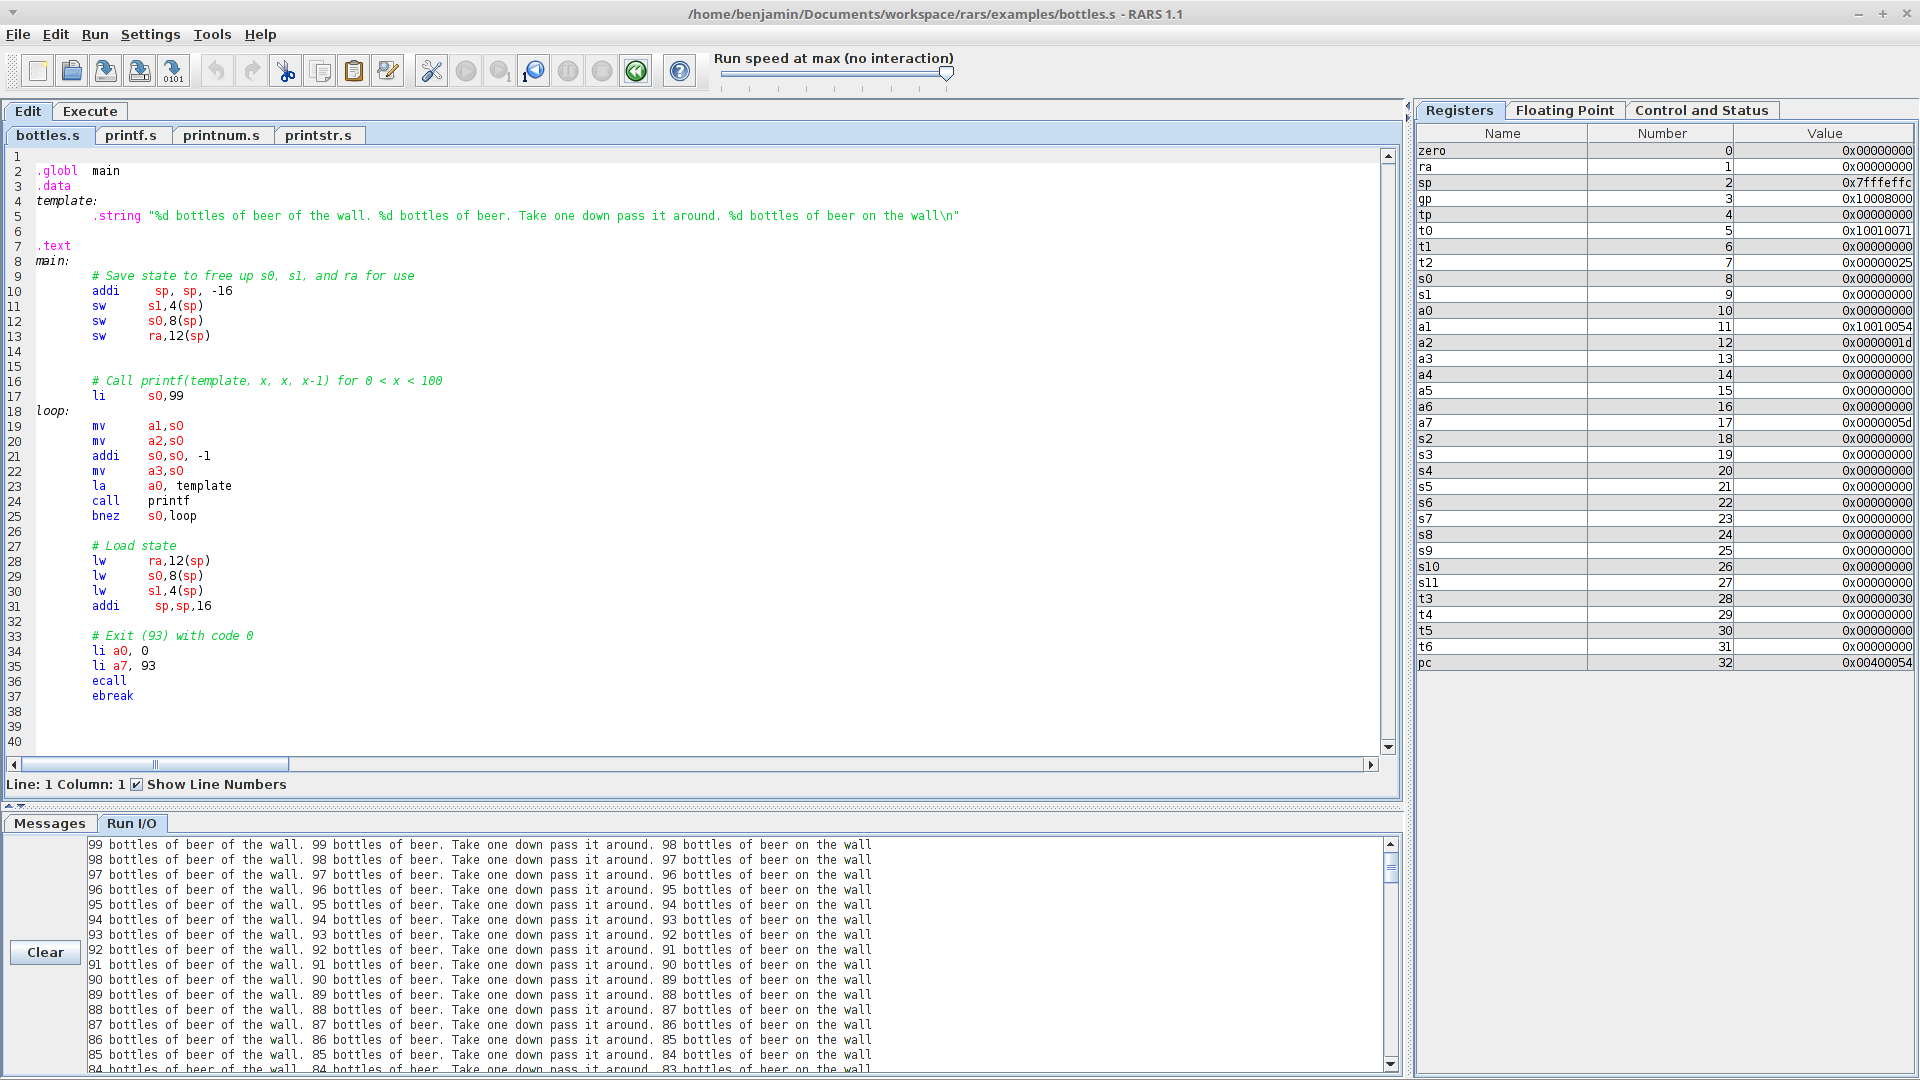 /home/benjamin/Documents/workspace/rars/examples/bottles.s - RARS 1.1
File Edit Run Settings Tools Help
0101
1
1
Run speed at max (no interaction)
Edit Execute
bottles.s printf.s printnum.s printstr.s
1
2 .globl main
3 .data
4 template:
5 .string "%d bottles of beer of the wall. %d bottles of beer. Take one down pass it around. %d bottles of beer on the wall\n"
6
7 .text
8 main:
9 # Save state to free up s0, s1, and ra for use
10 addi sp, sp, -16
11 sw s1,4(sp)
12 sw s0,8(sp)
13 sw ra,12(sp)
14
15
16 # Call printf(template, x, x, x-1) for 0 < x < 100
17 li s0,99
18 loop:
19 mv a1,s0
20 mv a2,s0
21 addi s0,s0, -1
22 mv a3,s0
23 la a0, template
24 call printf
25 bnez s0,loop
26
27 # Load state
28 lw ra,12(sp)
29 lw s0,8(sp)
30 lw s1,4(sp)
31 addi sp,sp,16
32
33 # Exit (93) with code 0
34 li a0, 0
35 li a7, 93
36 ecall
37 ebreak
38
39
40
Line: 1 Column: 1 Show Line Numbers
Messages Run I/O
Clear
99 bottles of beer of the wall. 99 bottles of beer. Take one down pass it around. 98 bottles of beer on the wall
98 bottles of beer of the wall. 98 bottles of beer. Take one down pass it around. 97 bottles of beer on the wall
97 bottles of beer of the wall. 97 bottles of beer. Take one down pass it around. 96 bottles of beer on the wall
96 bottles of beer of the wall. 96 bottles of beer. Take one down pass it around. 95 bottles of beer on the wall
95 bottles of beer of the wall. 95 bottles of beer. Take one down pass it around. 94 bottles of beer on the wall
94 bottles of beer of the wall. 94 bottles of beer. Take one down pass it around. 93 bottles of beer on the wall
93 bottles of beer of the wall. 93 bottles of beer. Take one down pass it around. 92 bottles of beer on the wall
92 bottles of beer of the wall. 92 bottles of beer. Take one down pass it around. 91 bottles of beer on the wall
91 bottles of beer of the wall. 91 bottles of beer. Take one down pass it around. 90 bottles of beer on the wall
90 bottles of beer of the wall. 90 bottles of beer. Take one down pass it around. 89 bottles of beer on the wall
89 bottles of beer of the wall. 89 bottles of beer. Take one down pass it around. 88 bottles of beer on the wall
88 bottles of beer of the wall. 88 bottles of beer. Take one down pass it around. 87 bottles of beer on the wall
87 bottles of beer of the wall. 87 bottles of beer. Take one down pass it around. 86 bottles of beer on the wall
86 bottles of beer of the wall. 86 bottles of beer. Take one down pass it around. 85 bottles of beer on the wall
85 bottles of beer of the wall. 85 bottles of beer. Take one down pass it around. 84 bottles of beer on the wall
84 bottles of beer of the wall. 84 bottles of beer. Take one down pass it around. 83 bottles of beer on the wall
Registers Floating Point Control and Status
Name Number Value
zero 0 0x00000000
ra 1 0x00000000
sp 2 0x7fffeffc
gp 3 0x10008000
tp 4 0x00000000
t0 5 0x10010071
t1 6 0x00000000
t2 7 0x00000025
s0 8 0x00000000
s1 9 0x00000000
a0 10 0x00000000
a1 11 0x10010054
a2 12 0x0000001d
a3 13 0x00000000
a4 14 0x00000000
a5 15 0x00000000
a6 16 0x00000000
a7 17 0x0000005d
s2 18 0x00000000
s3 19 0x00000000
s4 20 0x00000000
s5 21 0x00000000
s6 22 0x00000000
s7 23 0x00000000
s8 24 0x00000000
s9 25 0x00000000
s10 26 0x00000000
s11 27 0x00000000
t3 28 0x00000030
t4 29 0x00000000
t5 30 0x00000000
t6 31 0x00000000
pc 32 0x00400054